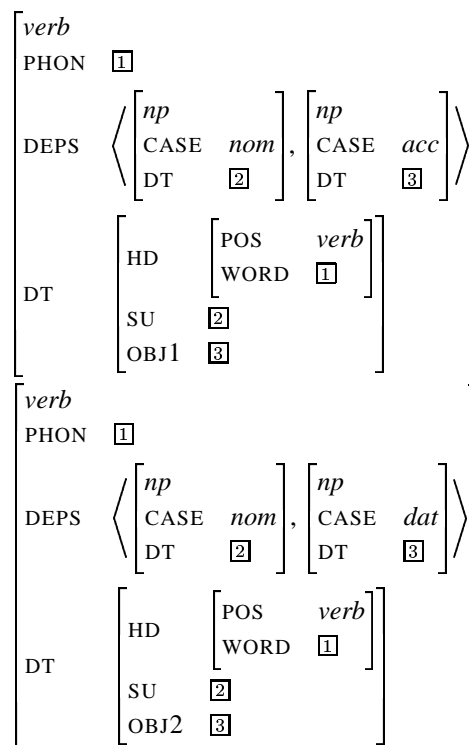 verb
PHON 1
np np
DEPS CASE nom , CASE acc
DT 2 DT 3
POS verb
HD
WORD 1
DT
SU 2
OBJ1 3
verb
PHON 1
np np
DEPS CASE nom , CASE dat
DT 2 DT 3
POS verb
HD
WORD 1
DT
SU 2
OBJ2 3